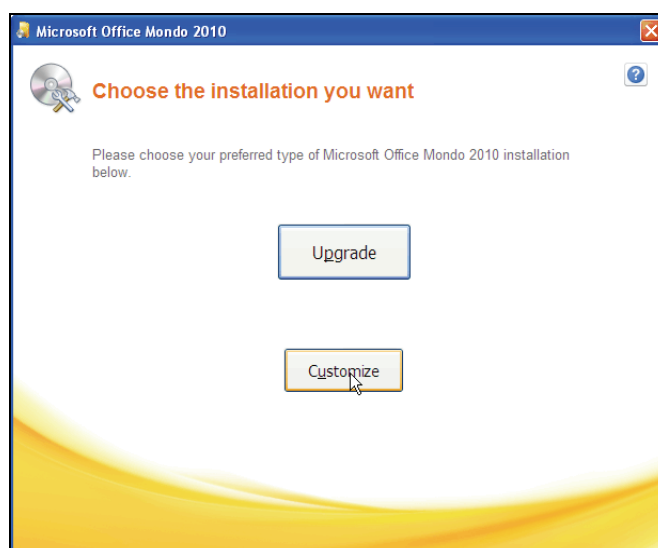 Microsoft Office Mondo 2010
Choose the installation you want
Please choose your preferred type of Microsoft Office Mondo 2010 installation
below.
Upgrade
Customize